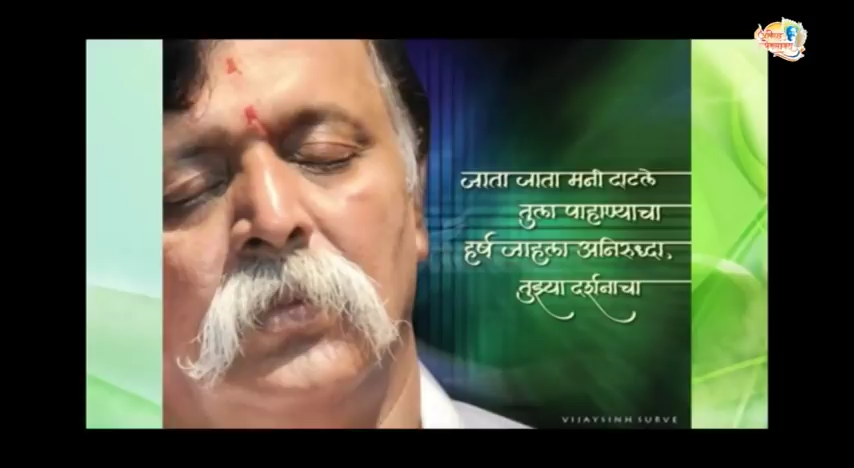 जाता जाता मनी दाटले
तुला पाहाण्याचा
हर्ष जाहला अनिरुध्दा,
तुझ्या दर्शनाचा
VIJAYSINH SURVE